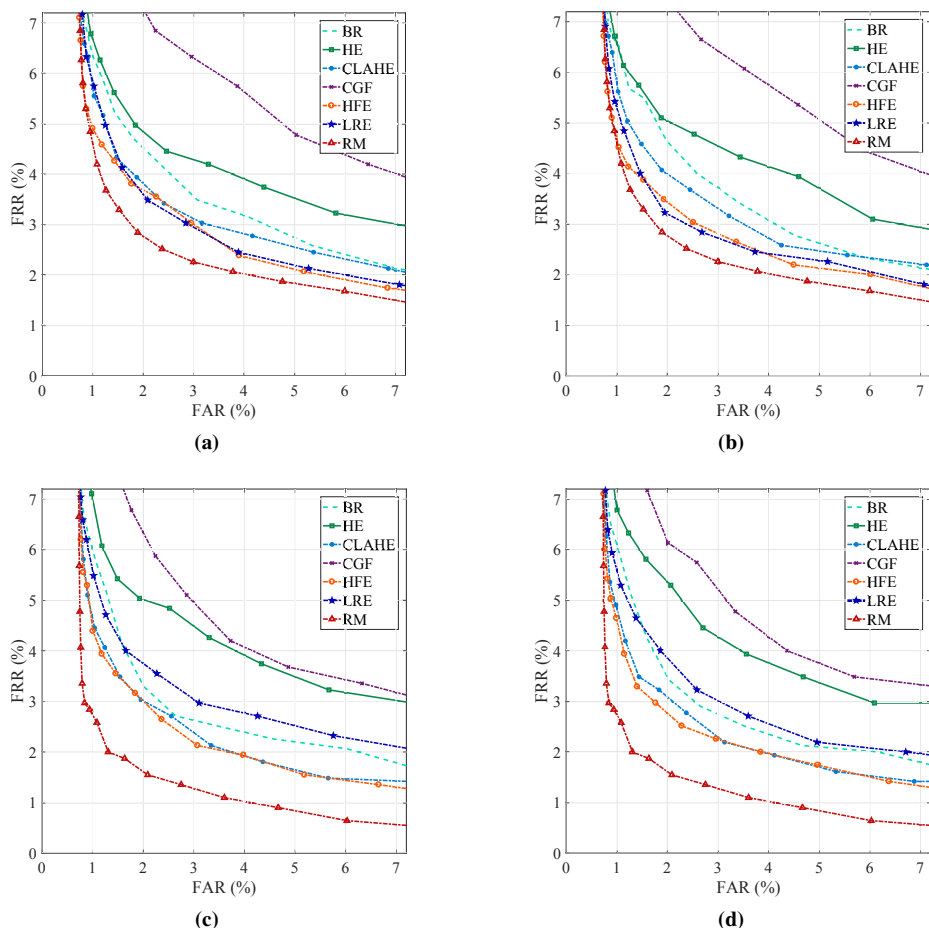 7
6
5
4
3
2
1
0
FRR (%)
0 1 2 3 4 5 6 7
FAR (%)
BR
HE
CLAHE
CGF
HFE
LRE
RM
(a)
7
6
5
4
3
2
1
0
FRR (%)
0 1 2 3 4 5 6 7
FAR (%)
BR
HE
CLAHE
CGF
HFE
LRE
RM
(b)
7
6
5
4
3
2
1
0
FRR (%)
0 1 2 3 4 5 6 7
FAR (%)
BR
HE
CLAHE
CGF
HFE
LRE
RM
(c)
7
6
5
4
3
2
1
0
FRR (%)
0 1 2 3 4 5 6 7
FAR (%)
BR
HE
CLAHE
CGF
HFE
LRE
RM
(d)